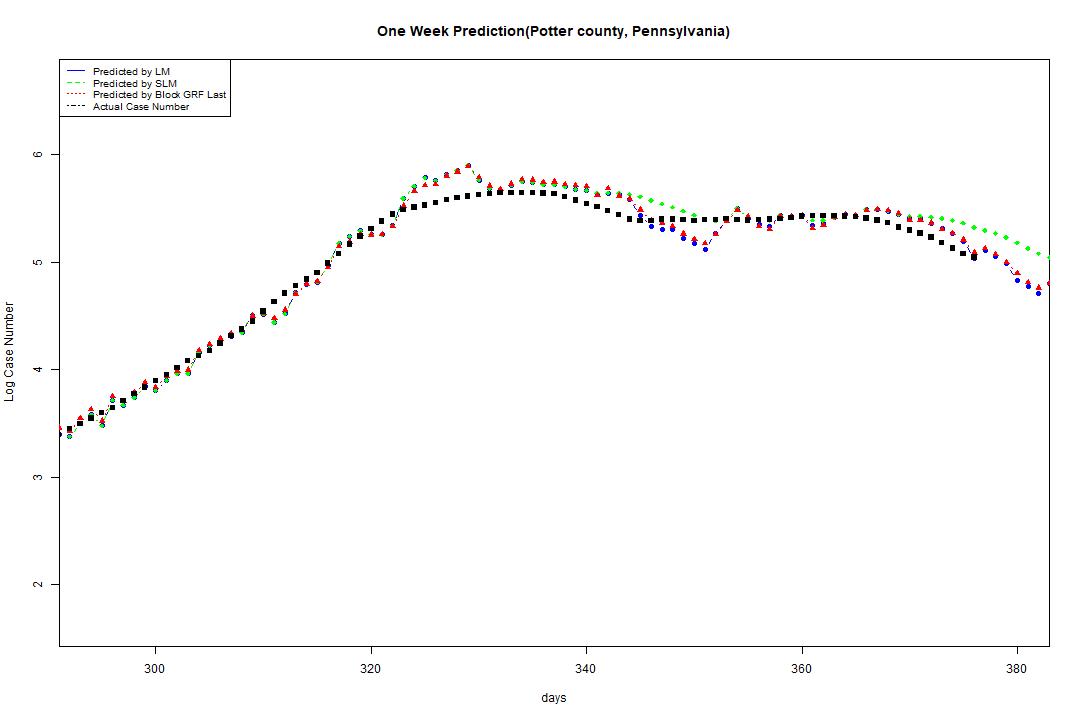 One Week Prediction(Potter county, Pennsylvania)
Predicted by LM
Predicted by SLM
Predicted by Block GRF Last
Actual Case Number
6
5
4
3
2
Log Case Number
300 320 340 360 380
days